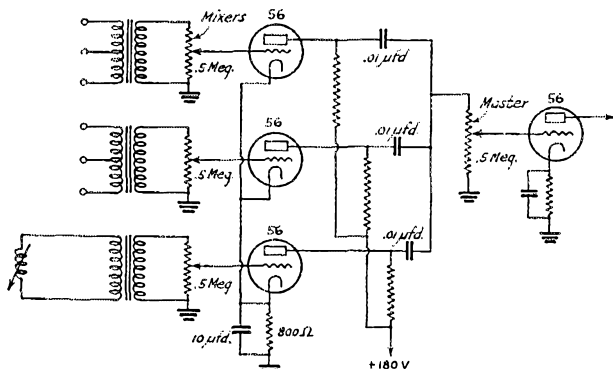 Mixers
56
.5 Meg.
.01 μfd
56
.5 Meg.
.01 μfd
Master
56
.5 Meg.
56
.5 Meg.
.01 μfd.
10 μfd.
800Ω
+180 V